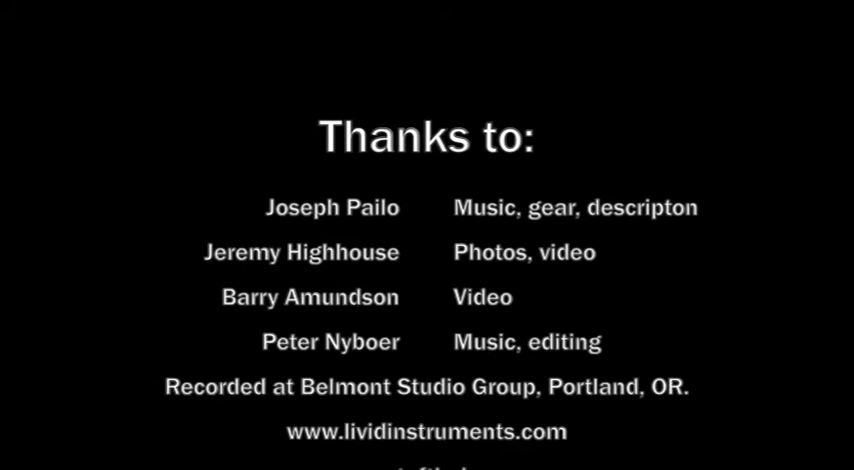 Thanks to:
Joseph Pailo Music, gear, descripton
Jeremy Highhouse Photos, video
Barry Amundson Video
Peter Nyboer Music, editing
Recorded at Belmont Studio Group, Portland, OR.
www.lividinstruments.com